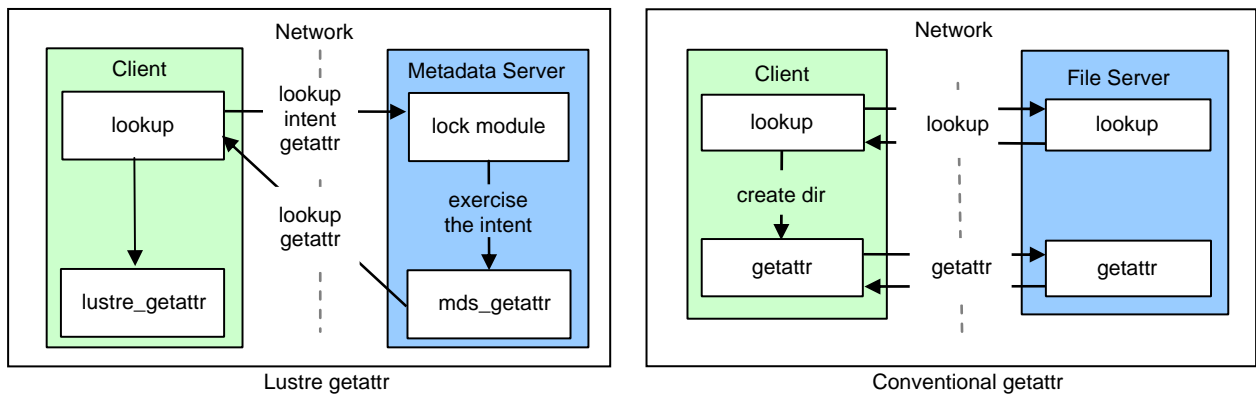 Network
Client
Metadata Server
lookup
lookup
intent
getattr
lock module
exercise
the intent
lookup
getattr
lustre_getattr
mds_getattr
Lustre getattr
Network
Client
File Server
lookup
lookup
lookup
create dir
getattr
getattr
getattr
Conventional getattr